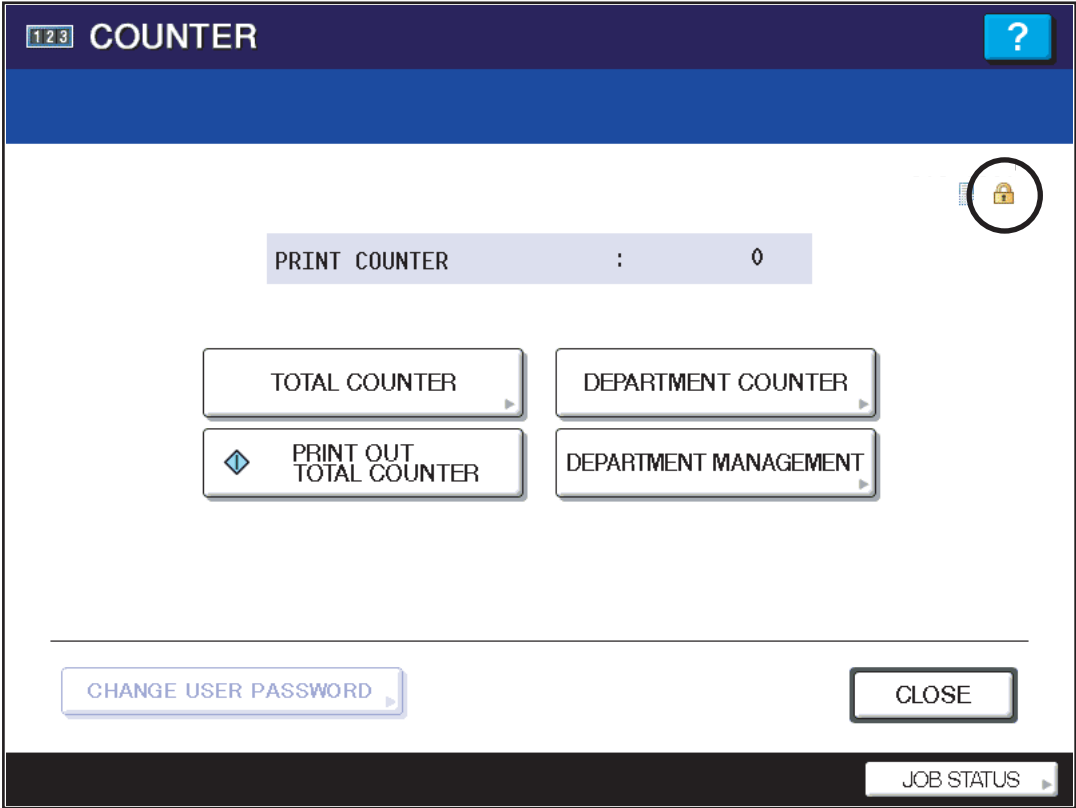 123 COUNTER
?
PRINT COUNTER : 0
TOTAL COUNTER
DEPARTMENT COUNTER
PRINT OUT
TOTAL COUNTER
DEPARTMENT MANAGEMENT
CHANGE USER PASSWORD
CLOSE
JOB STATUS